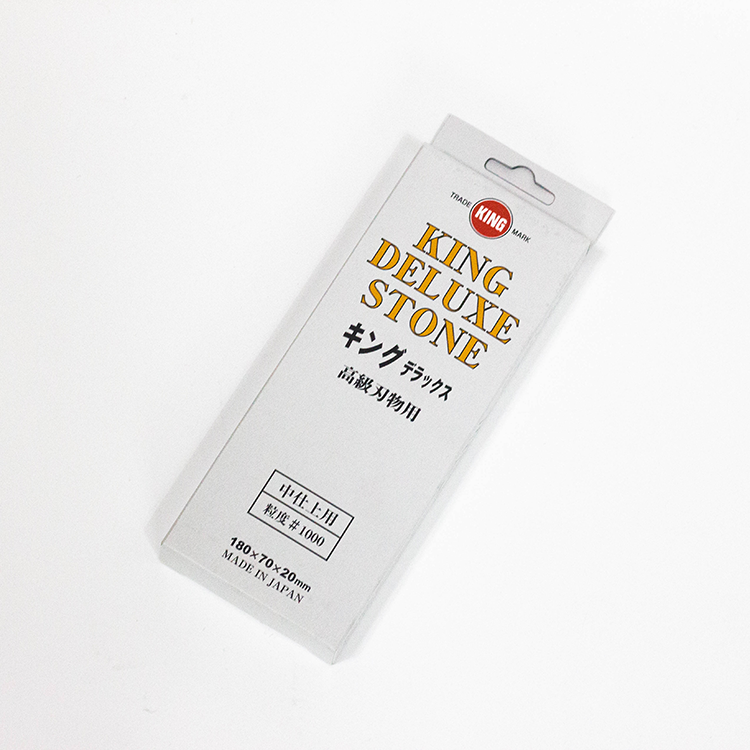 TRADE KING MARK
KING
DELUXE
STONE
キング デラックス
高級刃物用
中仕上用
粒度#1000
180×70×20mm
MADE IN JAPAN